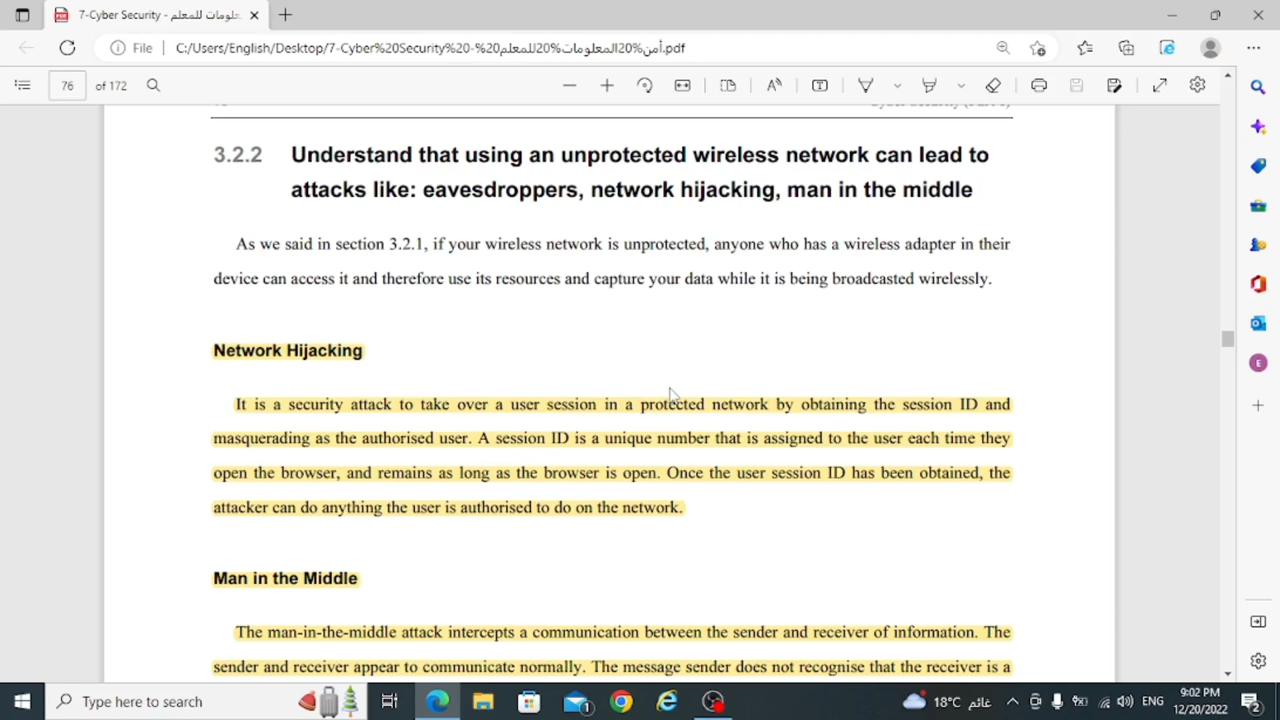 7-Cyber Security - علومات للمعلم
File
C:/Users/English/Desktop/7-Cyber%20Security%20-%20أمن%20المعلومات%20للمعلم.pdf
76 of 172
3.2.2 Understand that using an unprotected wireless network can lead to
attacks like: eavesdroppers, network hijacking, man in the middle
As we said in section 3.2.1, if your wireless network is unprotected, anyone who has a wireless adapter in their
device can access it and therefore use its resources and capture your data while it is being broadcasted wirelessly.
Network Hijacking
It is a security attack to take over a user session in a protected network by obtaining the session ID and
masquerading as the authorised user. A session ID is a unique number that is assigned to the user each time they
open the browser, and remains as long as the browser is open. Once the user session ID has been obtained, the
attacker can do anything the user is authorised to do on the network.
Man in the Middle
The man-in-the-middle attack intercepts a communication between the sender and receiver of information. The
sender and receiver appear to communicate normally. The message sender does not recognise that the receiver is a
Type here to search
18°C غائم
ENG
9:02 PM
12/20/2022